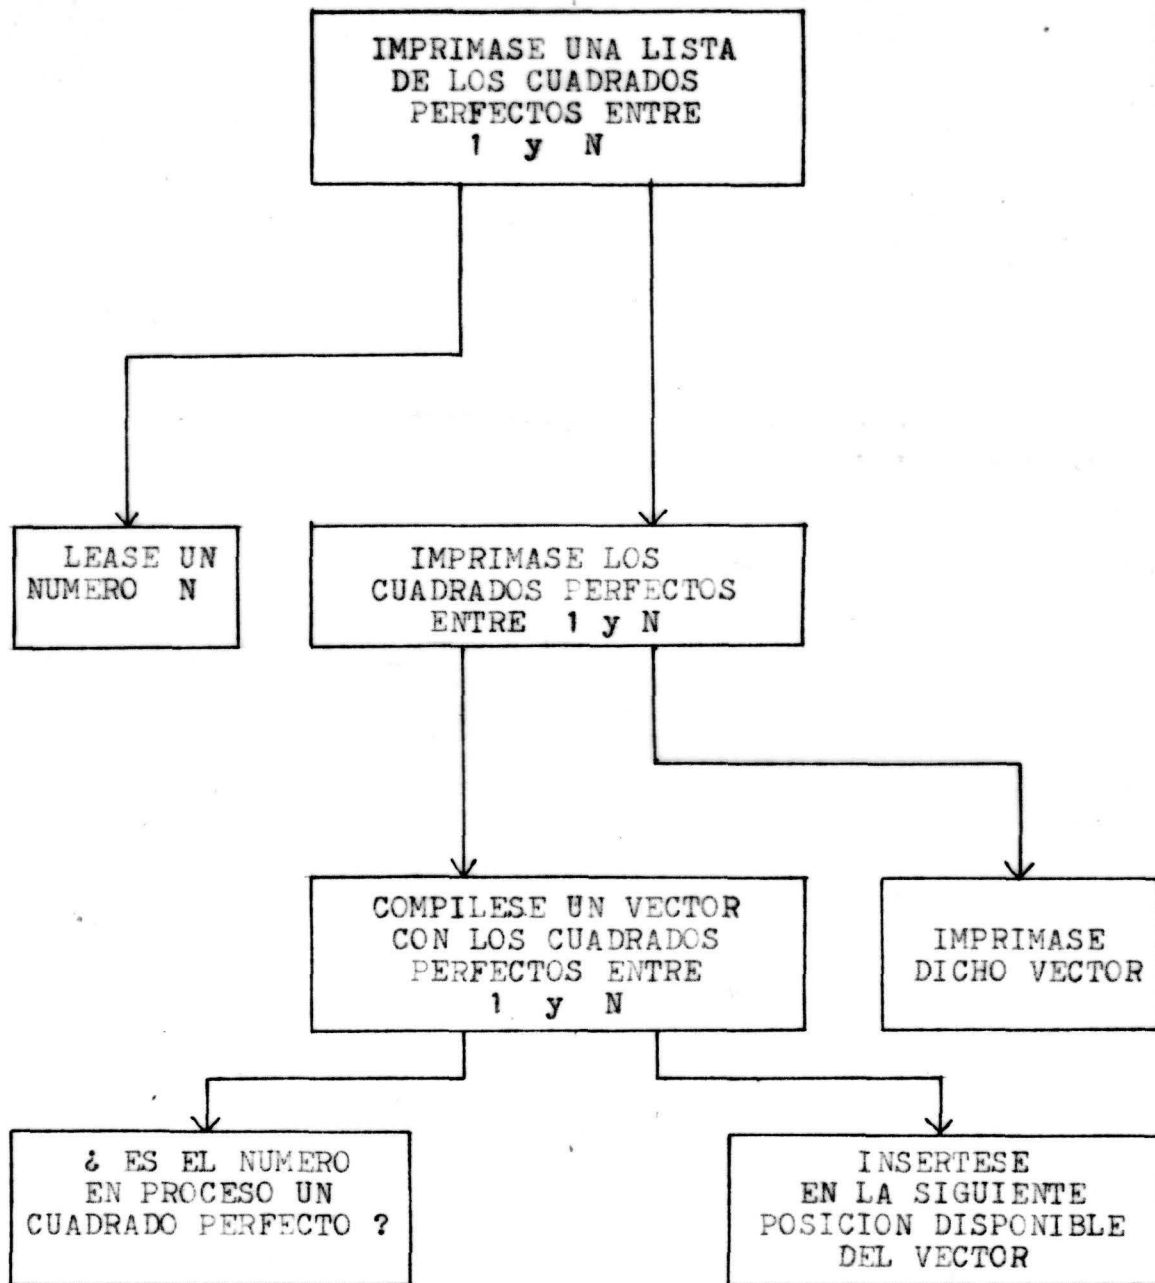 IMPRIMASE UNA LISTA
DE LOS CUADRADOS
PERFECTOS ENTRE
1 y N
LEASE UN
NUMERO N
IMPRIMASE LOS
CUADRADOS PERFECTOS
ENTRE 1 y N
COMPILESE UN VECTOR
CON LOS CUADRADOS
PERFECTOS ENTRE
1 y N
IMPRIMASE
DICHO VECTOR
¿ ES EL NUMERO
EN PROCESO UN
CUADRADO PERFECTO ?
INSERTESE
EN LA SIGUIENTE
POSICION DISPONIBLE
DEL VECTOR